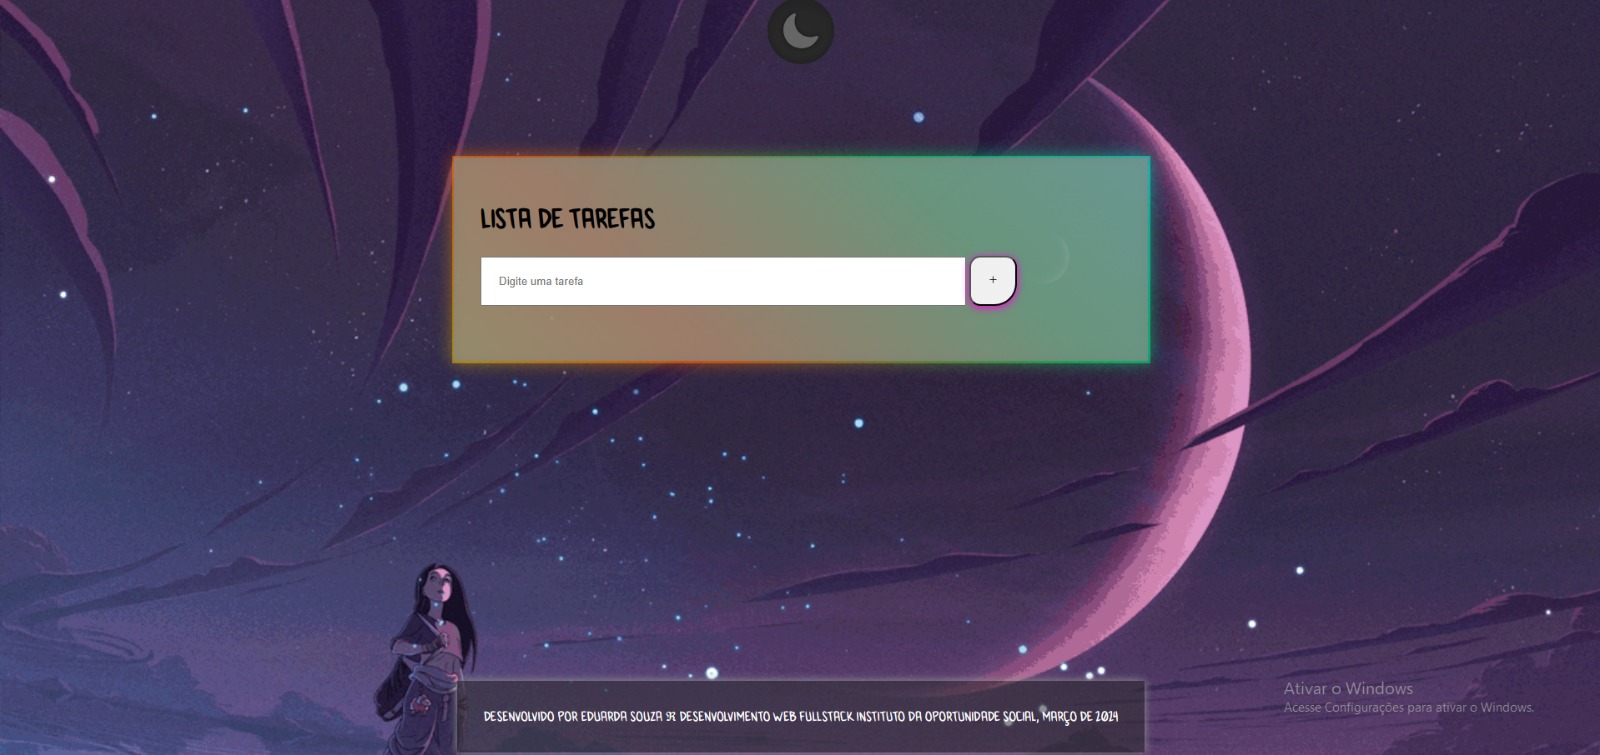 LISTA DE TAREFAS
Digite uma tarefa
+
DESENVOLVIDO POR EDUARDA SOUZA DESENVOLVIMENTO WEB FULLSTACK INSTITUTO DA OPORTUNIDADE SOCIAL, MARÇO DE 2024
Ativar o Windows
Acesse Configurações para ativar o Windows.